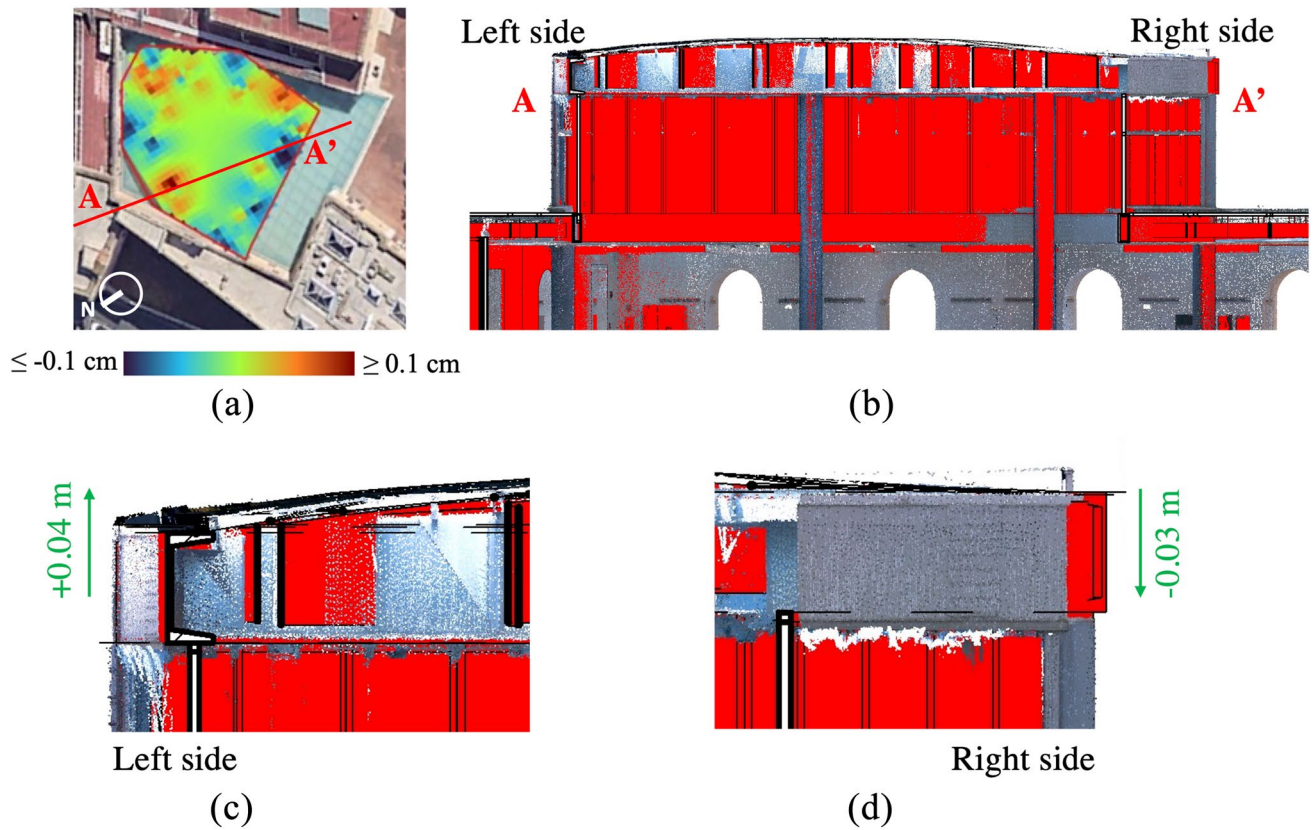 Left side
Right side
A
A'
A
A'
N
≤ -0.1 cm
≥ 0.1 cm
(a)
(b)
+0.04 m
-0.03 m
Left side
Right side
(c)
(d)